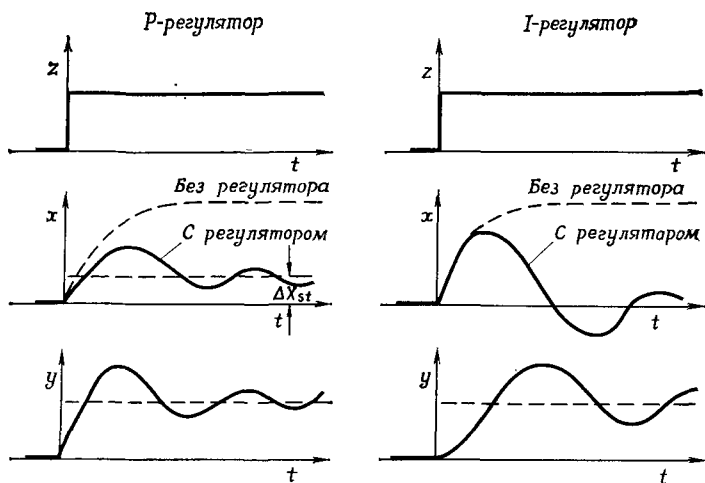 P-регулятор
z
t
Без регулятора
x
С регулятором
ΔX_st
t
y
t
I-регулятор
z
t
Без регулятора
x
С регулятором
t
y
t